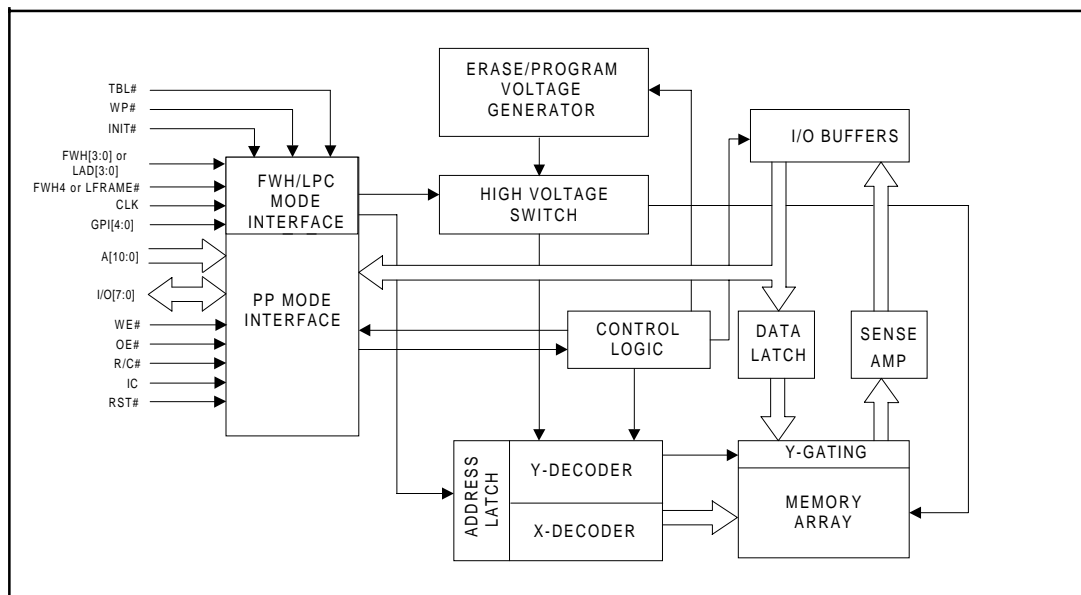 TBL#
WP#
INIT#
FWH[3:0] or
LAD[3:0]
FWH4 or LFRAME#
CLK
GPI[4:0]
A[10:0]
I/O[7:0]
WE#
OE#
R/C#
IC
RST#
FWH/LPC
MODE
INTERFACE
PP MODE
INTERFACE
ERASE/PROGRAM
VOLTAGE
GENERATOR
HIGH VOLTAGE
SWITCH
I/O BUFFERS
CONTROL
LOGIC
DATA
LATCH
SENSE
AMP
ADDRESS
LATCH
Y-DECODER
X-DECODER
Y-GATING
MEMORY
ARRAY